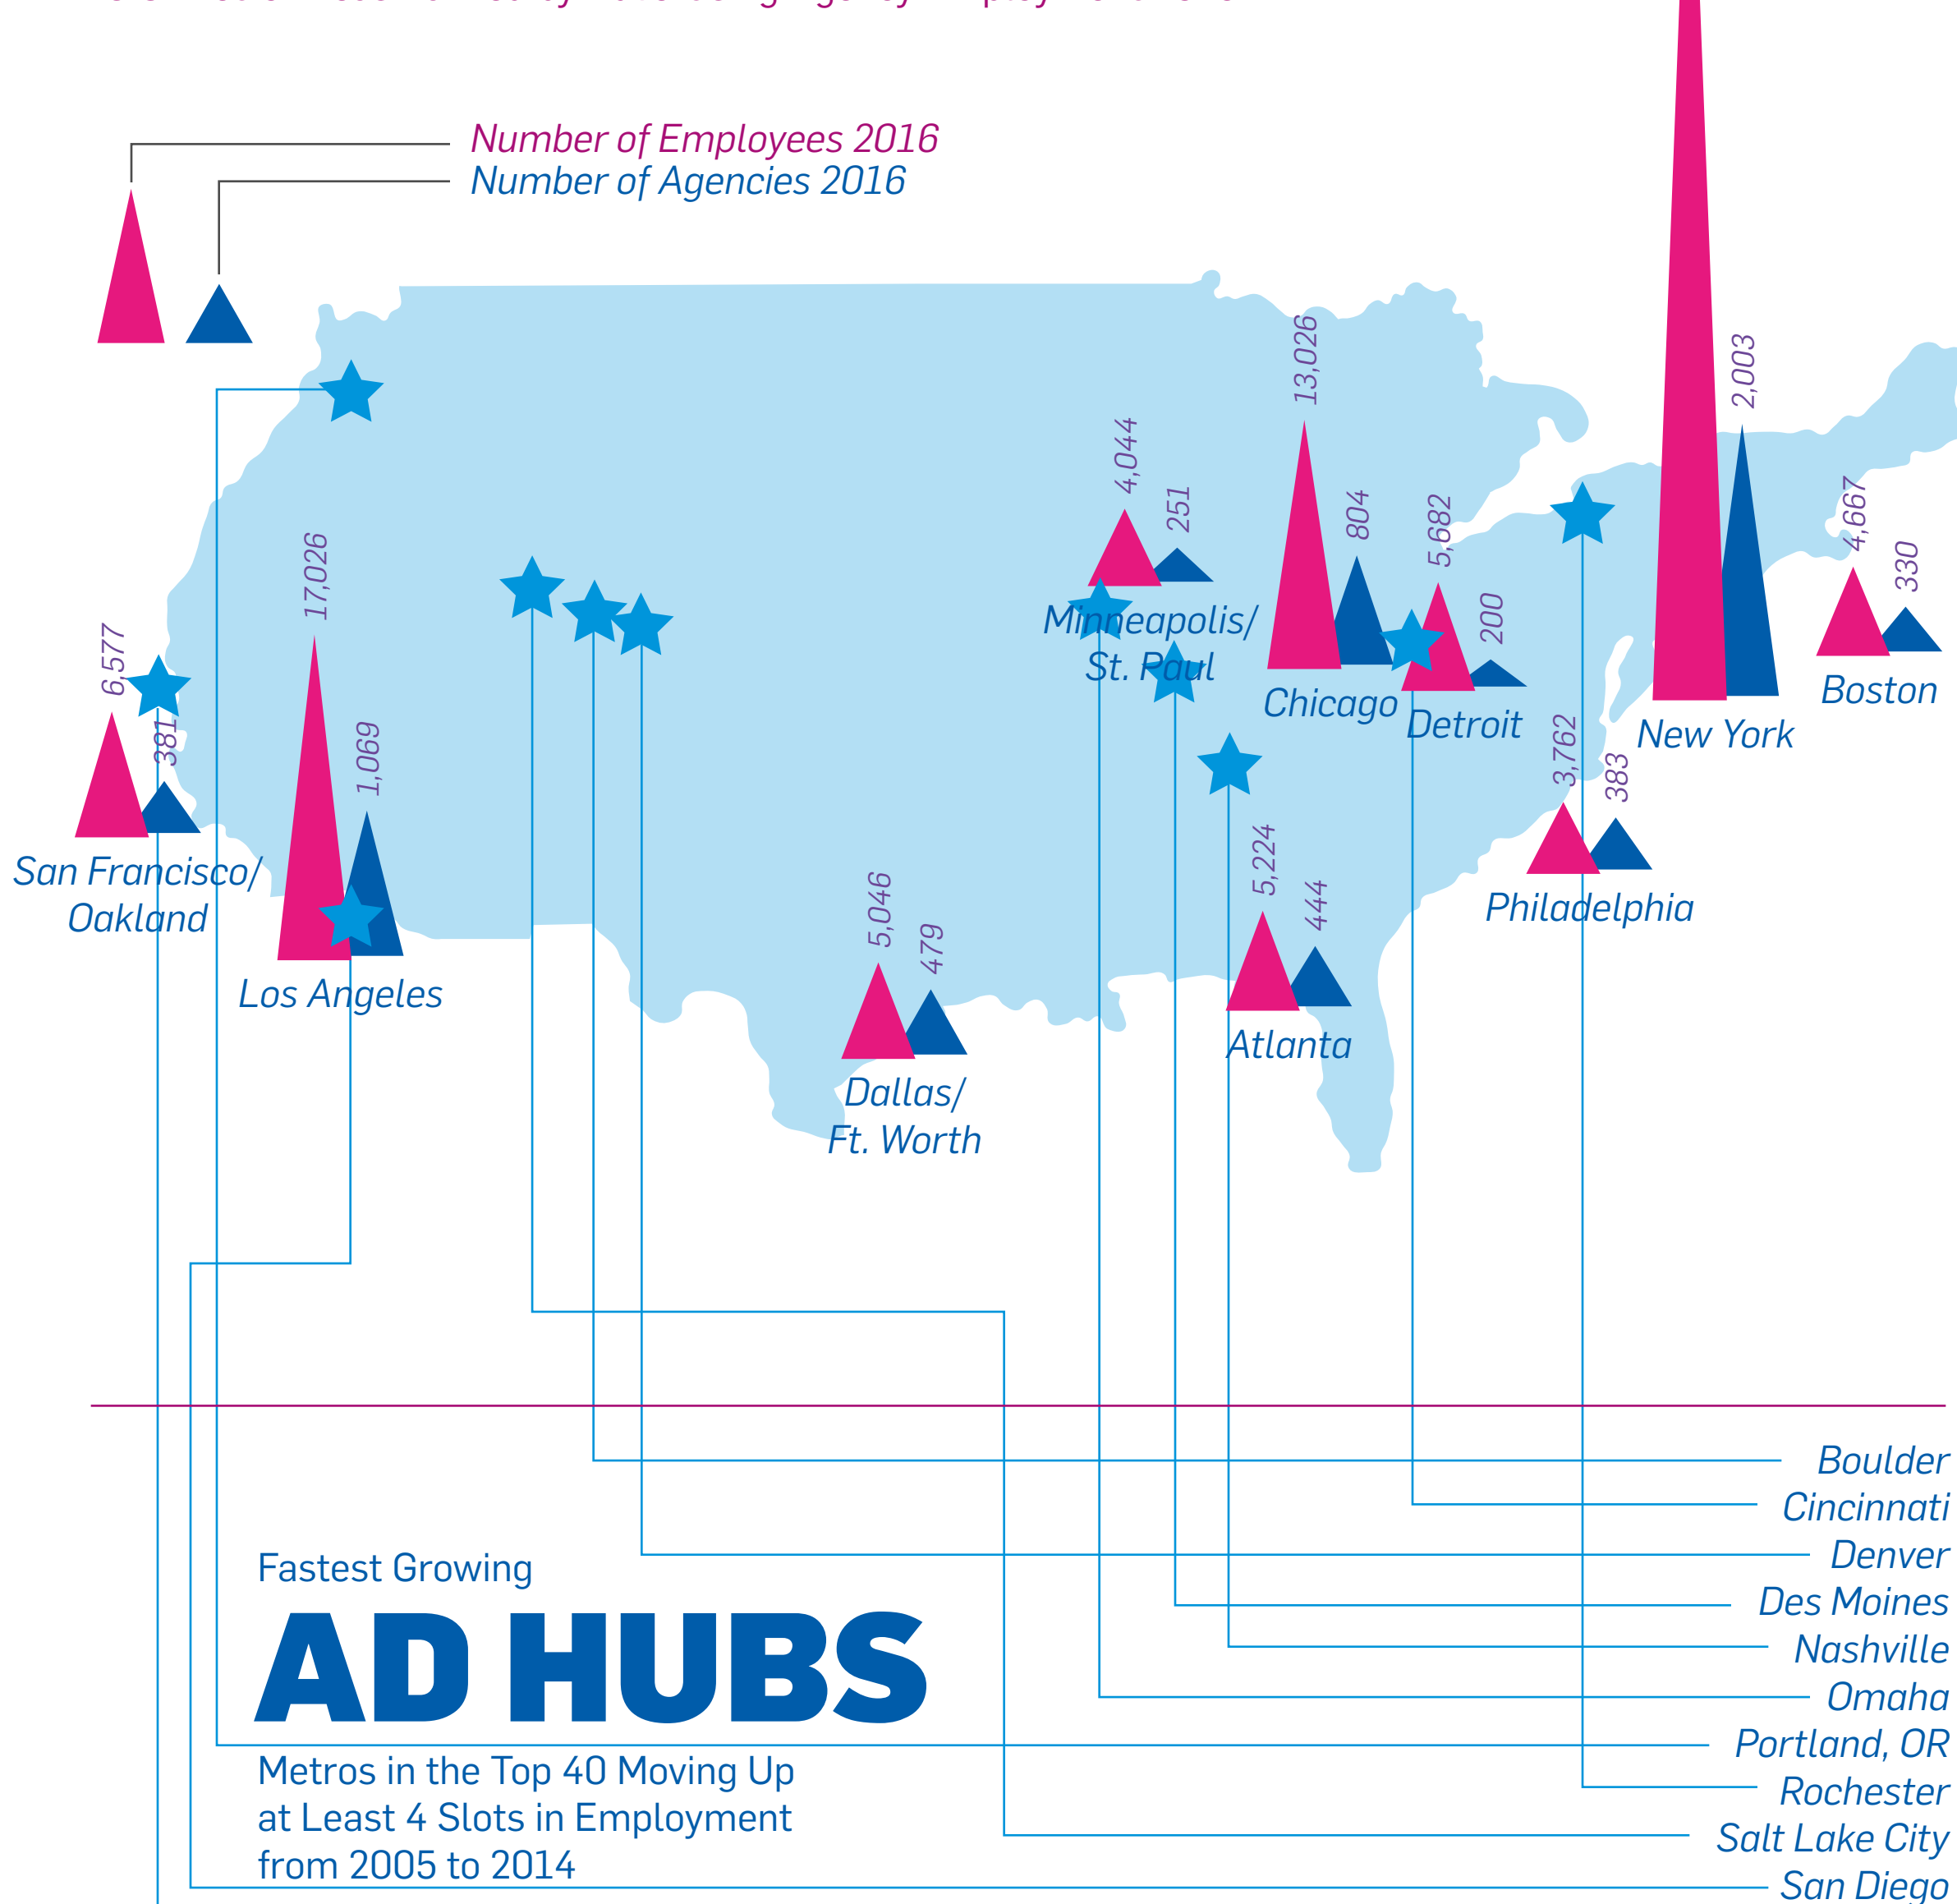 Number of Employees 2016
Number of Agencies 2016
13,026
2,003
4,044
804
4,667
251
5,682
17,026
330
200
6,577
381
1,069
Minneapolis/
St. Paul
Chicago
Detroit
New York
Boston
3,762
383
San Francisco/
Oakland
5,046
479
5,224
444
Philadelphia
Los Angeles
Atlanta
Dallas/
Ft. Worth
Boulder
Cincinnati
Denver
Des Moines
Nashville
Omaha
Portland, OR
Rochester
Salt Lake City
San Diego
Fastest Growing
AD HUBS
Metros in the Top 40 Moving Up
at Least 4 Slots in Employment
from 2005 to 2014